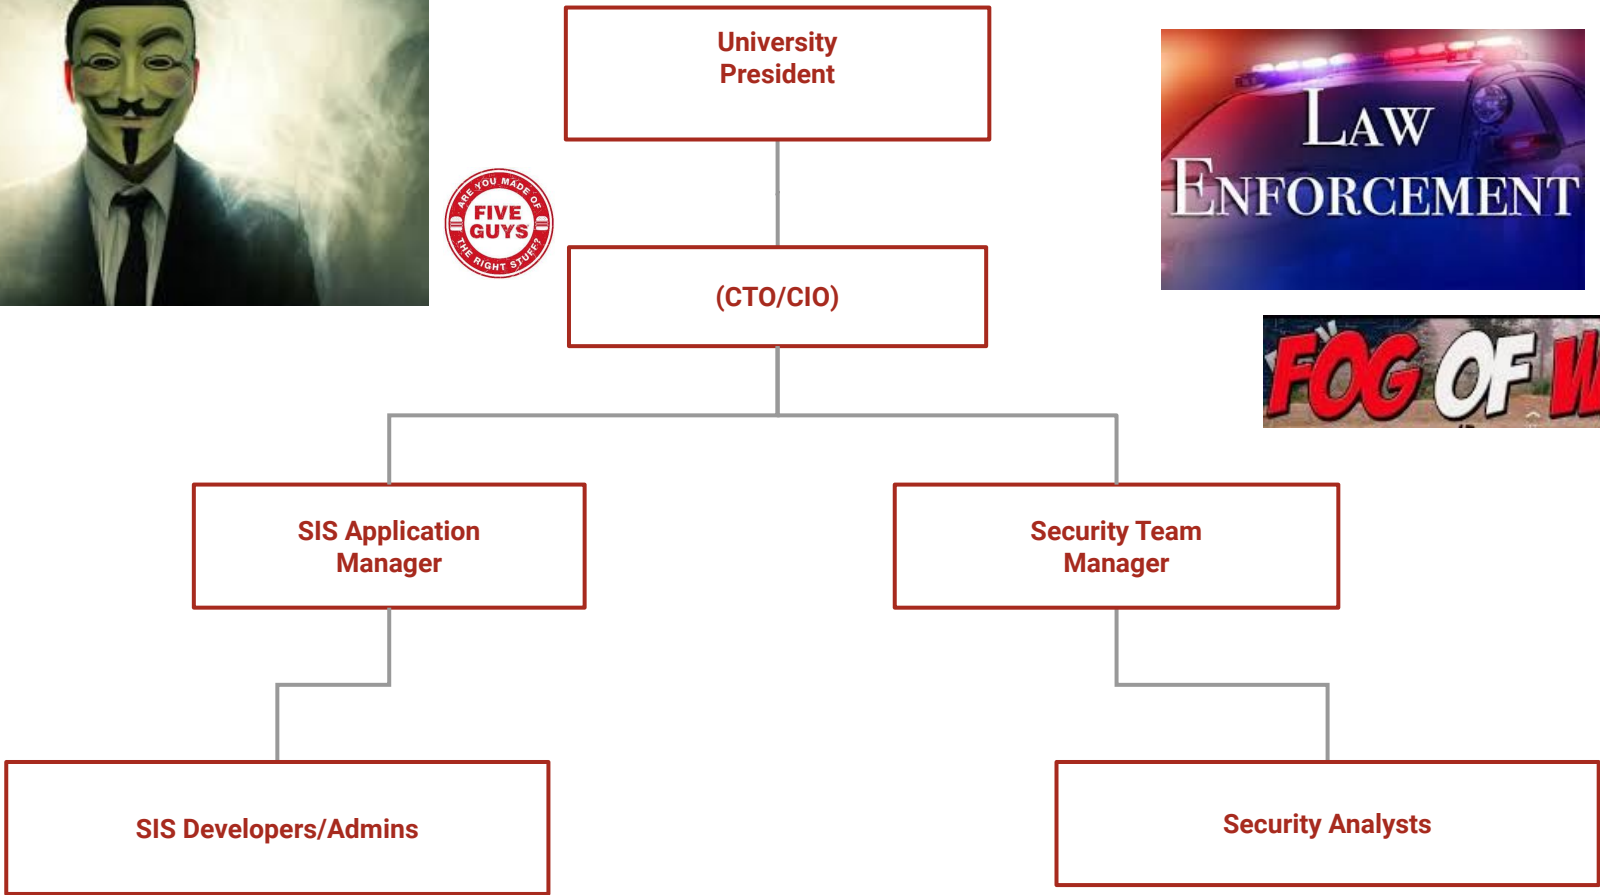 University
President
LAW
ENFORCEMENT
ARE YOU MADE OF
FIVE
GUYS
THE RIGHT STUFF?
(CTO/CIO)
FOG OF
SIS Application
Manager
Security Team
Manager
SIS Developers/Admins
Security Analysts